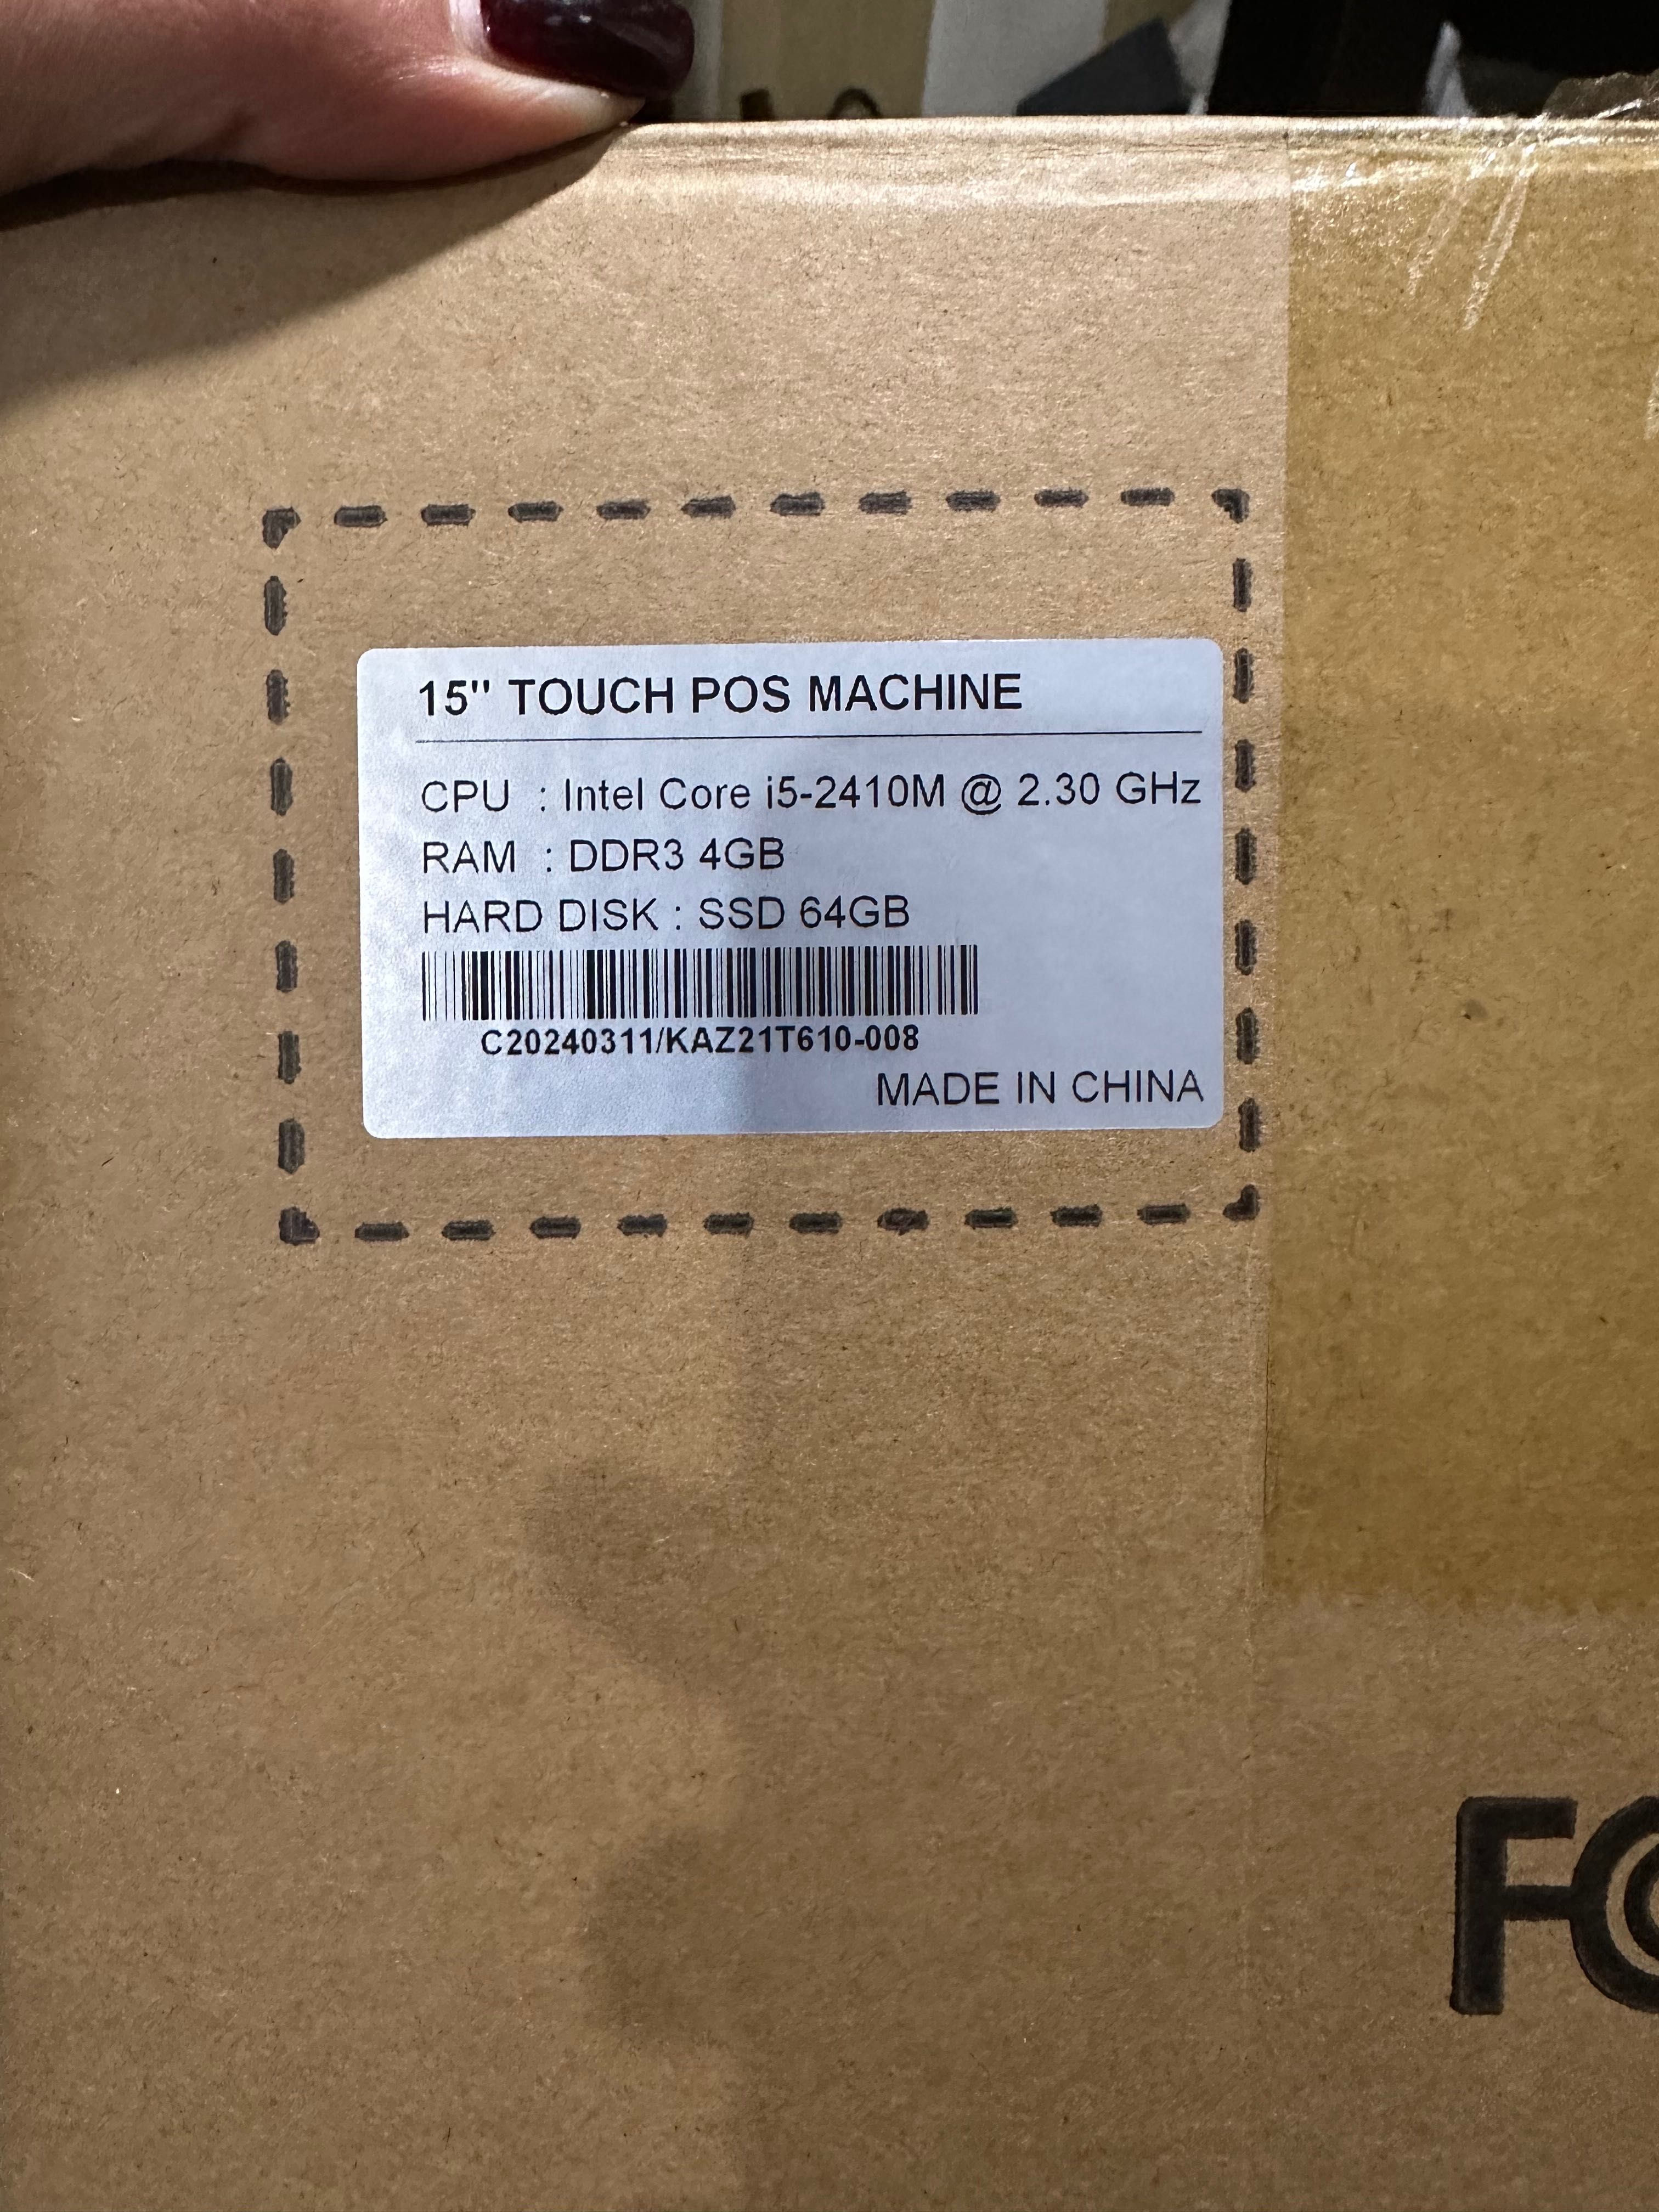 15" TOUCH POS MACHINE
CPU : Intel Core i5-2410M @ 2.30 GHz
RAM : DDR3 4GB
HARD DISK : SSD 64GB
C20240311/KAZ21T610-008
MADE IN CHINA
FC